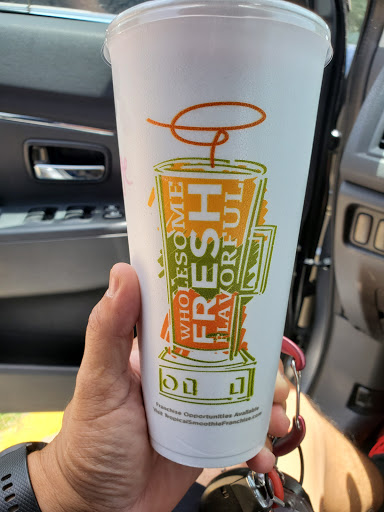 WHOLESOME
FRESH
FLAVORFUL
Franchise Opportunities Available
Visit TropicalSmoothieFranchise.com